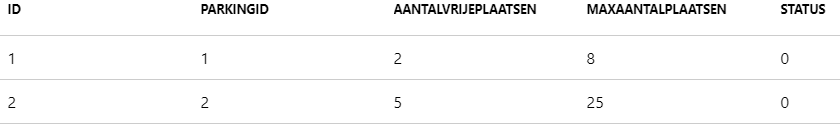 ID PARKINGID AANTALVRIJEPLAATSEN MAXAANTALPLAATSEN STATUS
1 1 2 8 0
2 2 5 25 0